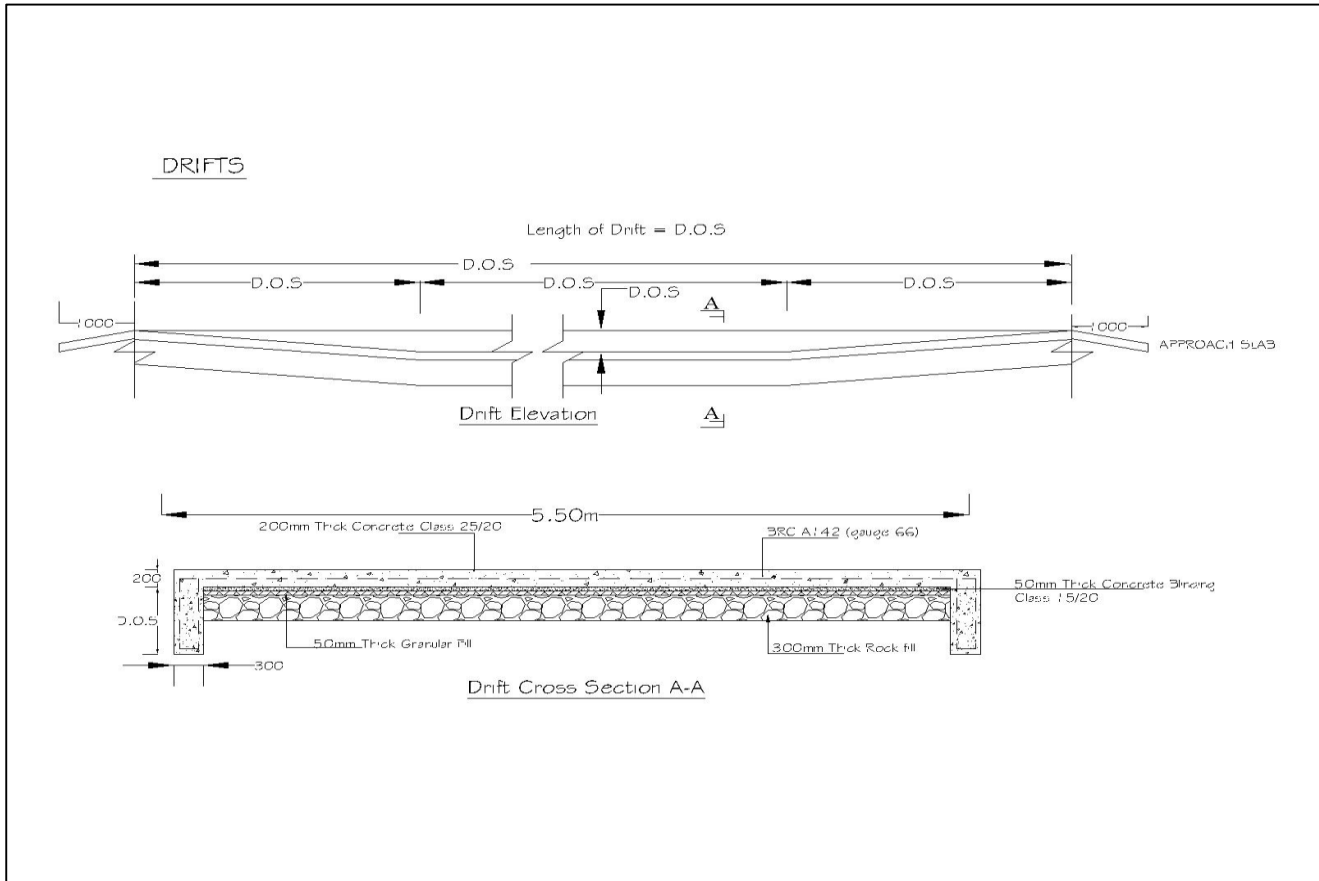 DRIFTS
Length of Drift = D.O.S
D.O.S
D.O.S
D.O.S
D.O.S
D.O.S
A
1000
1000
APPROACH SLAB
Drift Elevation
A
5.50m
200mm Thick Concrete Class 25/20
BRC A142 (gauge 66)
200
50mm Thick Concrete Blinding
Class 15/20
D.O.S
50mm Thick Granular Fill
300mm Thick Rock fill
300
Drift Cross Section A-A